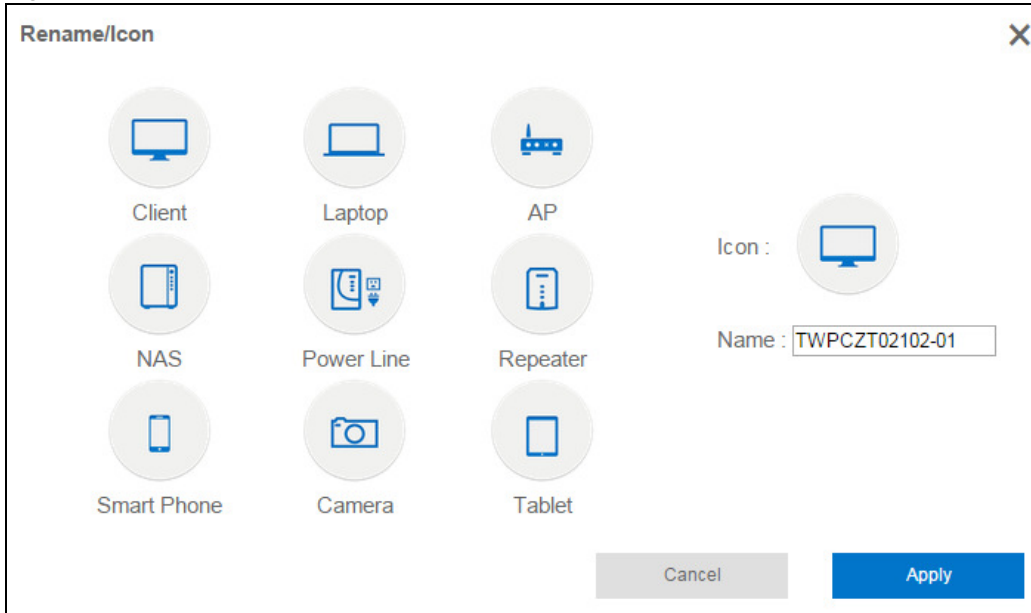 Rename/Icon
Client Laptop AP
Icon :
NAS Power Line Repeater
Name : TWPCZT02102-01
Smart Phone Camera Tablet
Cancel Apply